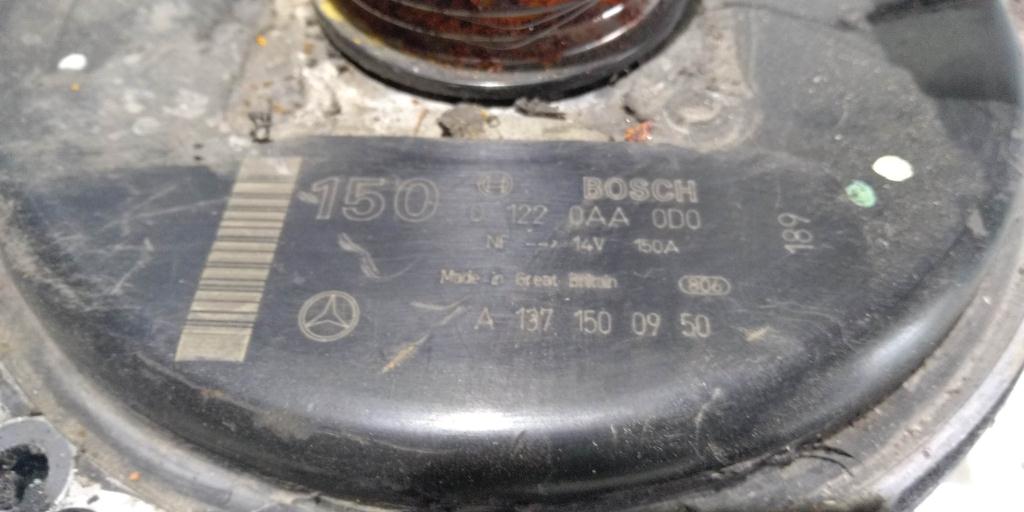 150 BOSCH
0 122 0AA 0D0
14V 150A
189
Made in Great Britain
806
A 137 150 09 50